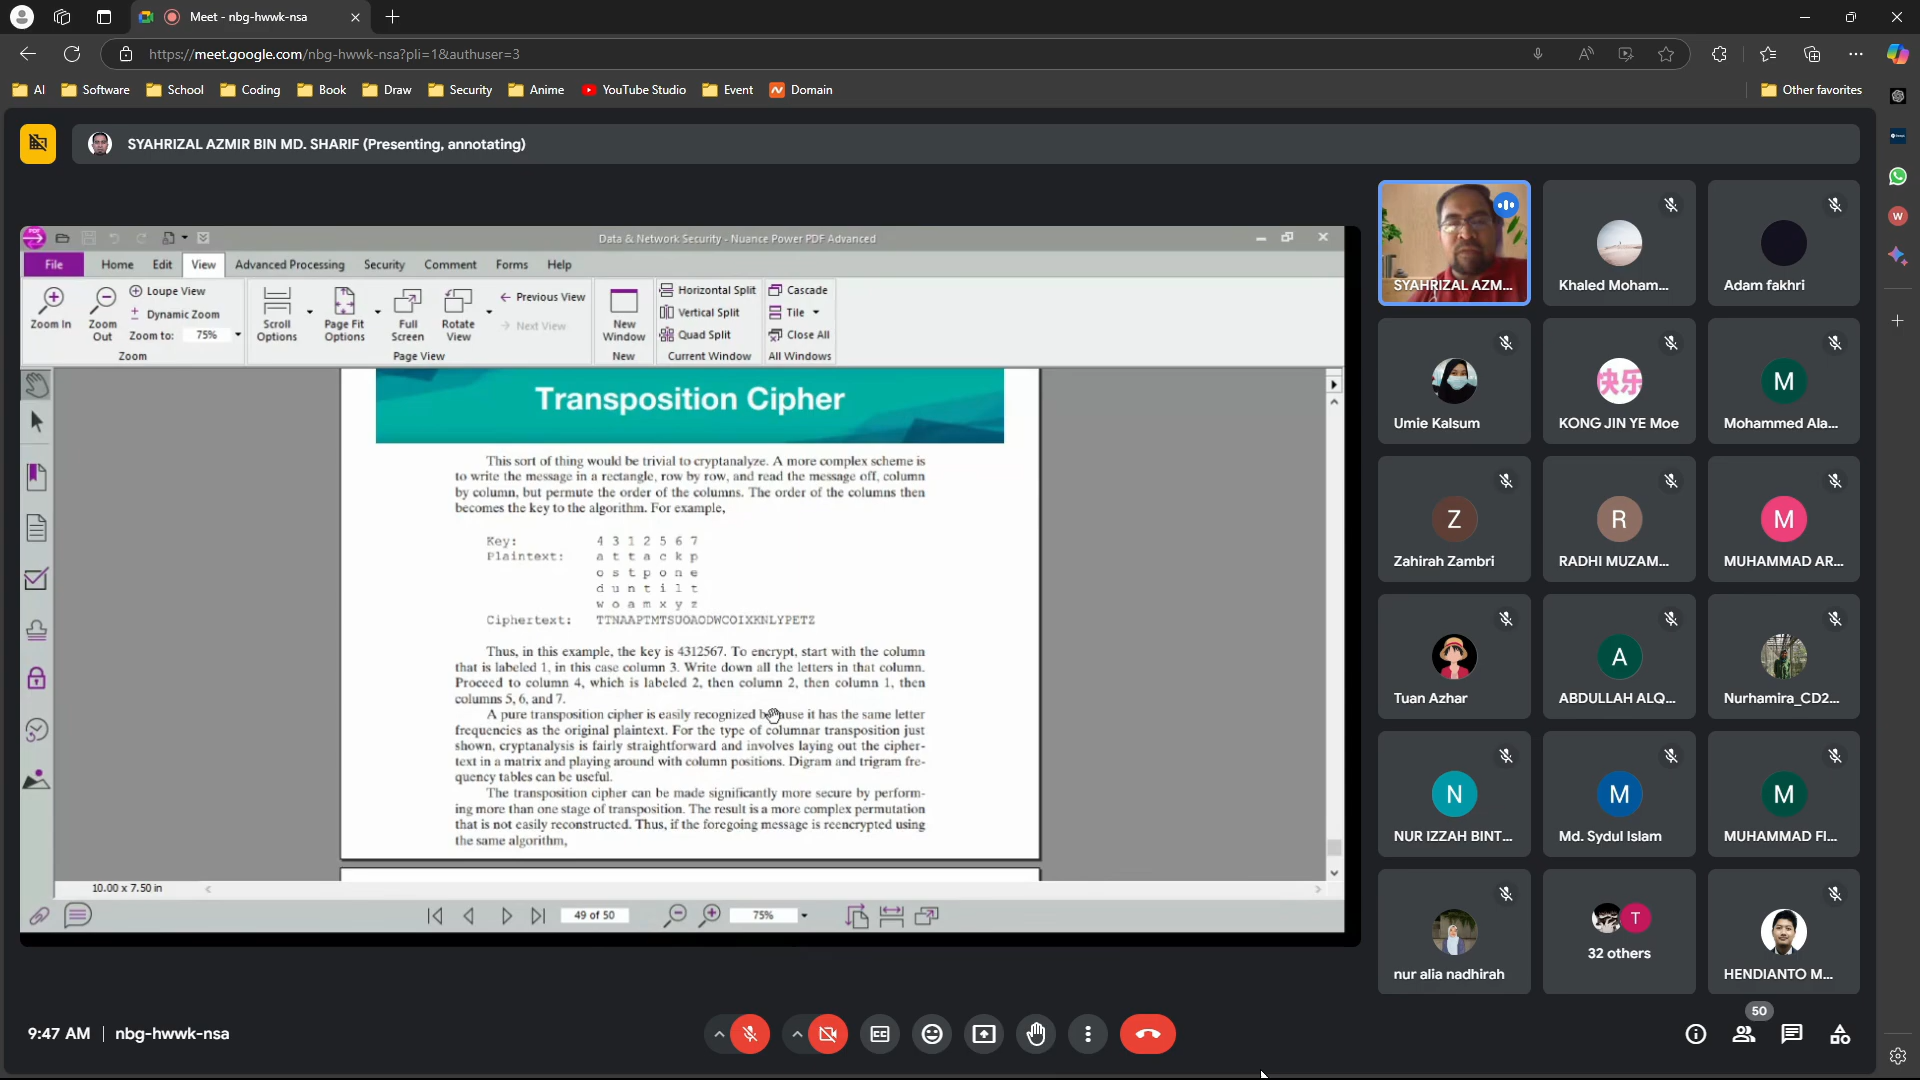 Meet - nbg-hwwk-nsa
https://meet.google.com/nbg-hwwk-nsa?pli=1&authuser=3
AI Software School Coding Book Draw Security Anime YouTube Studio Event Domain Other favorites
SYAHRIZAL AZMIR BIN MD. SHARIF (Presenting, annotating)
Data & Network Security - Nuance Power PDF Advanced
File Home Edit View Advanced Processing Security Comment Forms Help
Zoom In
Zoom Out
Loupe View
Dynamic Zoom
Zoom to: 75%
Zoom
Scroll Options
Page Fit Options
Full Screen
Rotate View
Previous View
Next View
Page View
New Window
New
Horizontal Split
Vertical Split
Quad Split
Current Window
Cascade
Tile
Close All
All Windows
Transposition Cipher
This sort of thing would be trivial to cryptanalyze. A more complex scheme is
to write the message in a rectangle, row by row, and read the message off, column
by column, but permute the order of the columns. The order of the columns then
becomes the key to the algorithm. For example,
Key: 4 3 1 2 5 6 7
Plaintext: a t t a c k p
o s t p o n e
d u n t i l t
w o a m x y z
Ciphertext: TTNAAPTMTSUOAODWCOIXKNLYPETZ
Thus, in this example, the key is 4312567. To encrypt, start with the column
that is labeled 1, in this case column 3. Write down all the letters in that column.
Proceed to column 4, which is labeled 2, then column 2, then column 1, then
columns 5, 6, and 7.
A pure transposition cipher is easily recognized because it has the same letter
frequencies as the original plaintext. For the type of columnar transposition just
shown, cryptanalysis is fairly straightforward and involves laying out the cipher-
text in a matrix and playing around with column positions. Digram and trigram fre-
quency tables can be useful.
The transposition cipher can be made significantly more secure by perform-
ing more than one stage of transposition. The result is a more complex permutation
that is not easily reconstructed. Thus, if the foregoing message is reencrypted using
the same algorithm,
10.00 x 7.50 in
49 of 50
75%
SYAHRIZAL AZM...
Khaled Moham...
Adam fakhri
Umie Kalsum
快乐
KONG JIN YE Moe
M
Mohammed Ala...
Z
Zahirah Zambri
R
RADHI MUZAM...
M
MUHAMMAD AR...
Tuan Azhar
A
ABDULLAH ALQ...
Nurhamira_CD2...
N
NUR IZZAH BINT...
M
Md. Sydul Islam
M
MUHAMMAD FI...
nur alia nadhirah
T
32 others
HENDIANTO M...
9:47 AM | nbg-hwwk-nsa
50